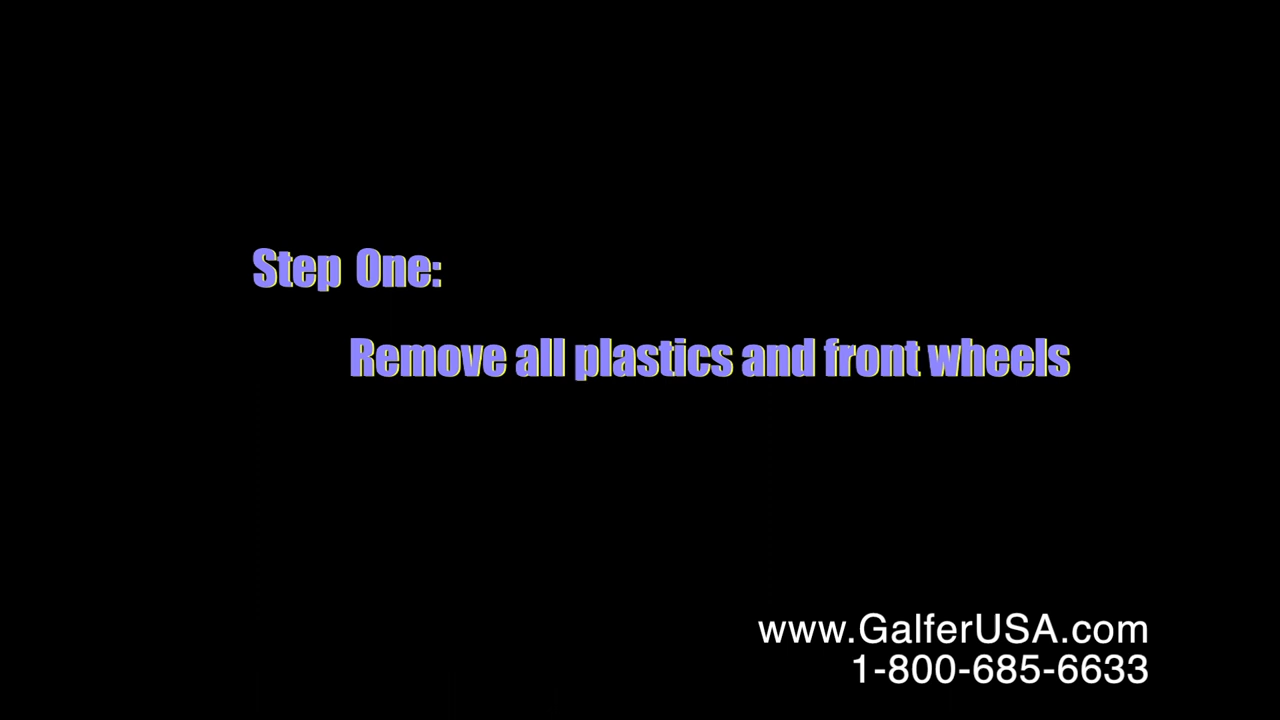 Step One:
Remove all plastics and front wheels
www.GalferUSA.com
1-800-685-6633